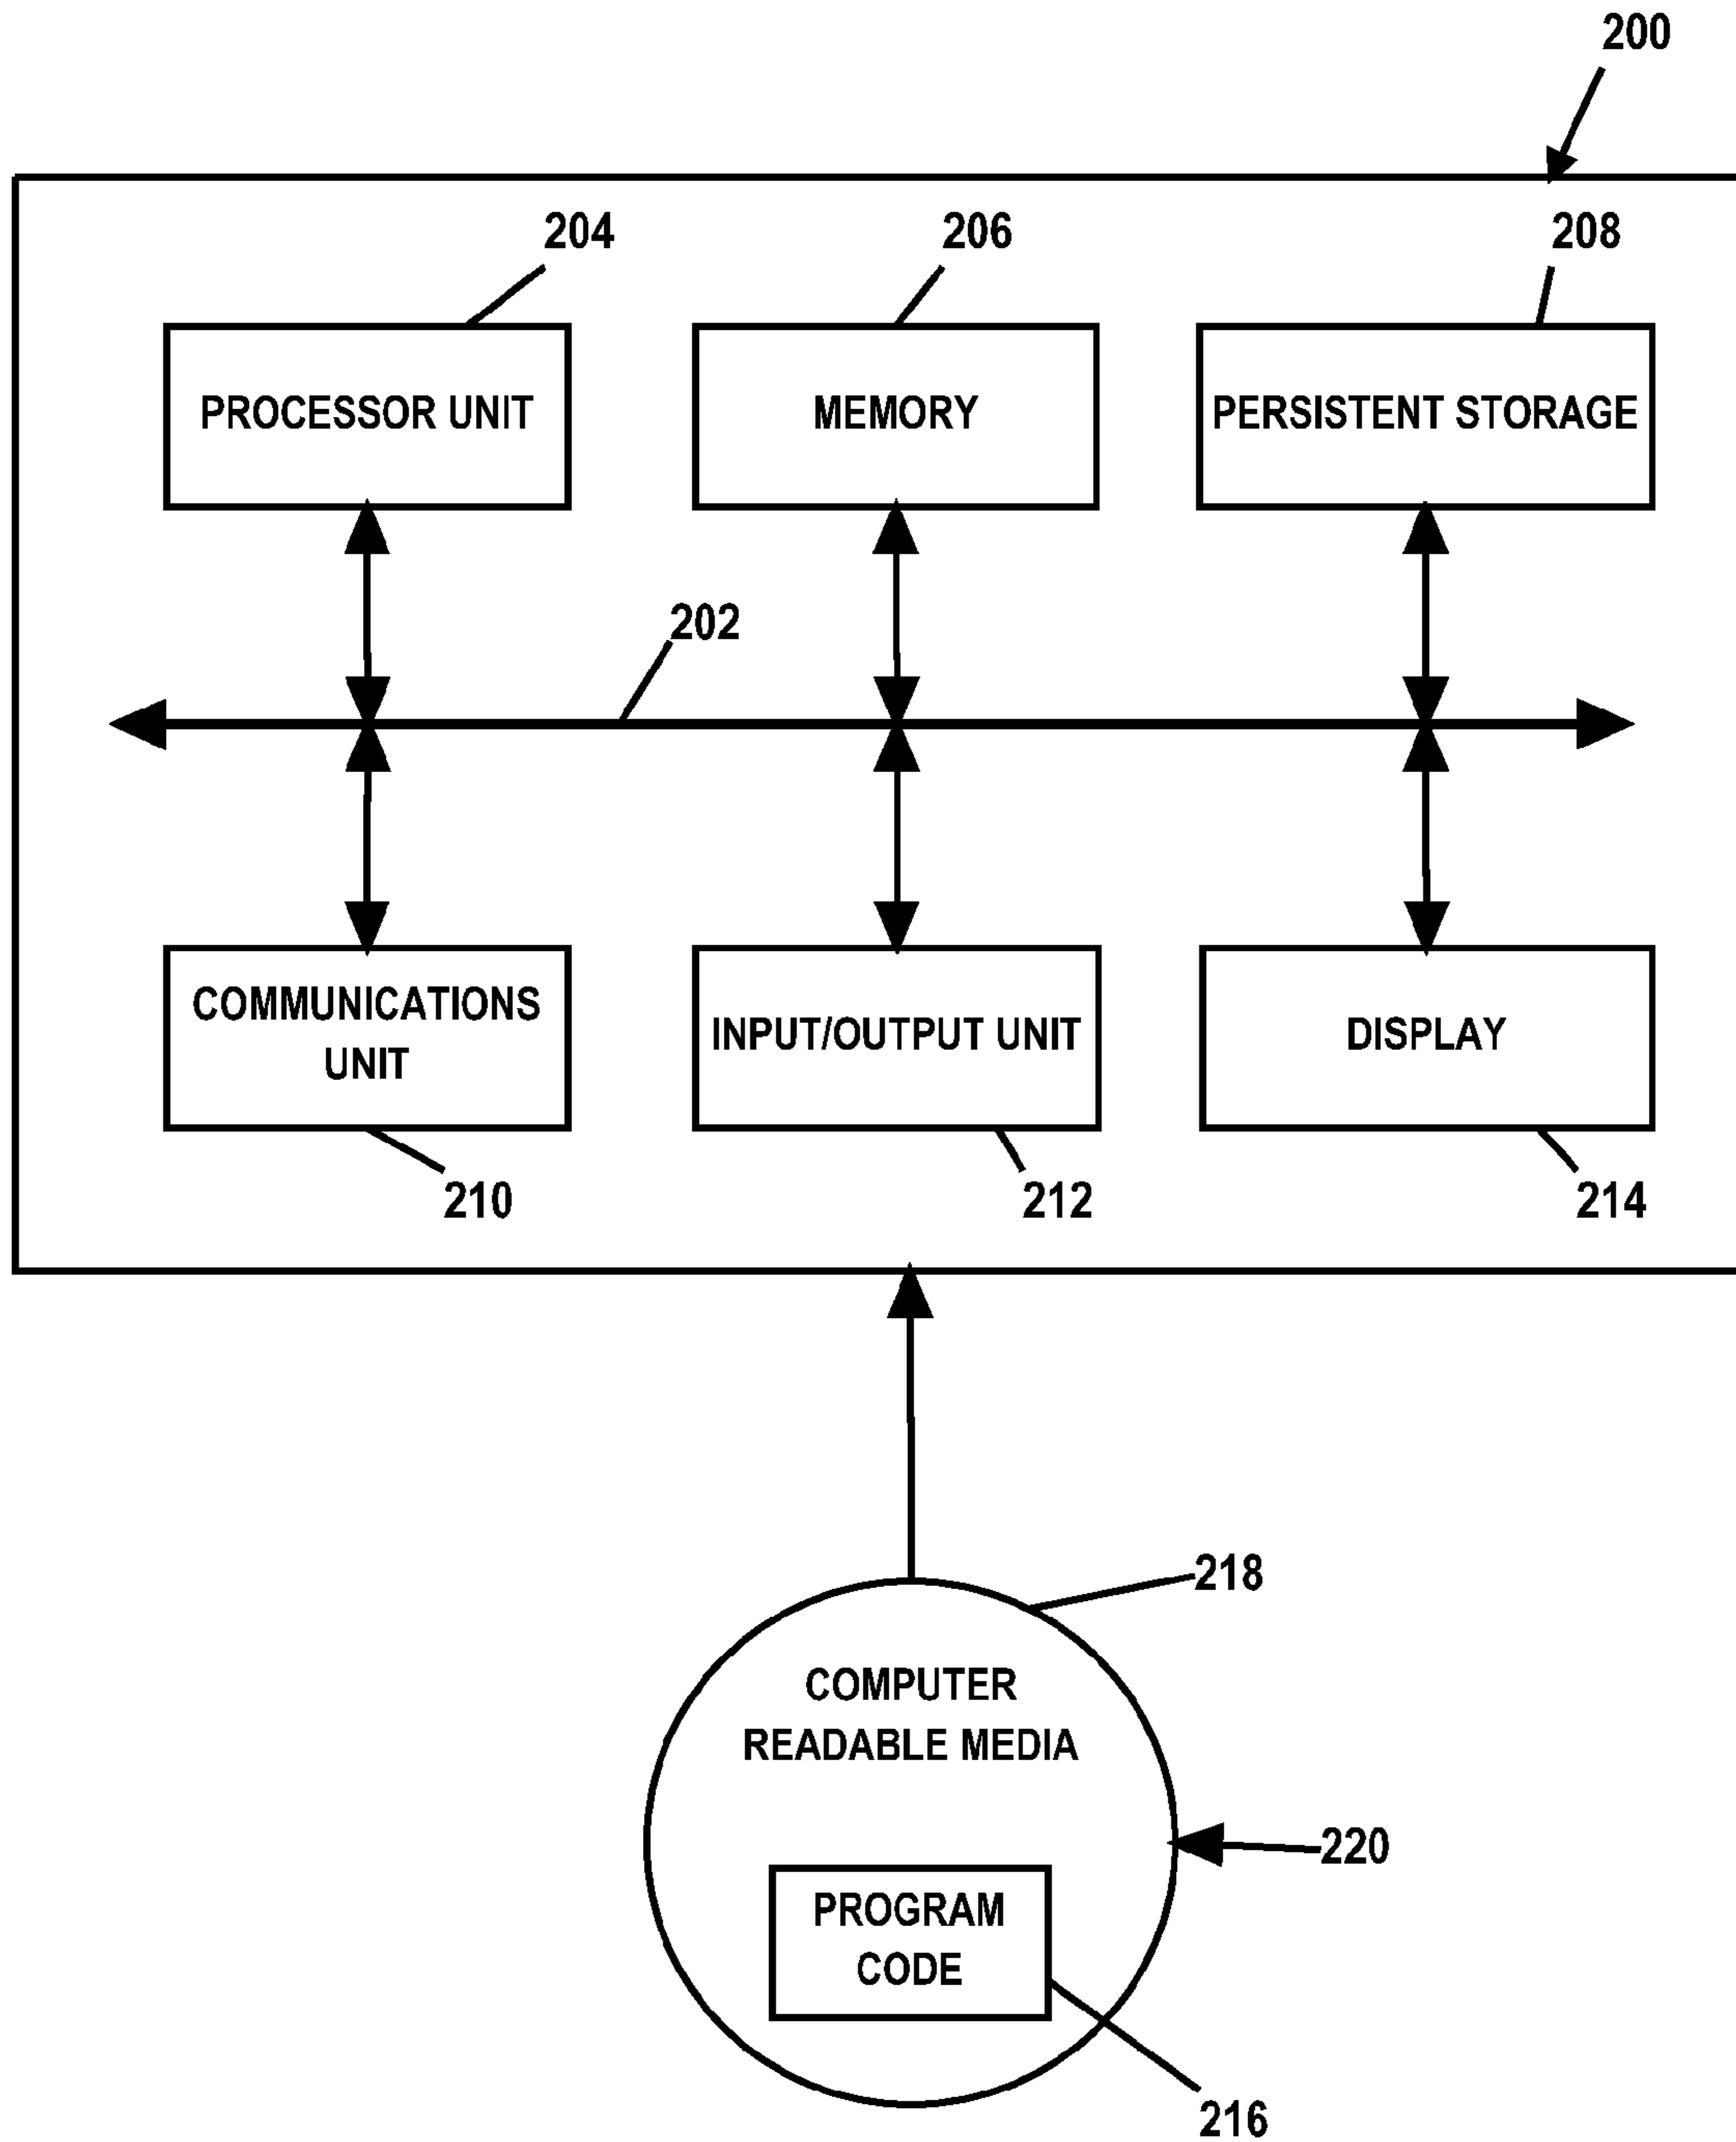 200
204
206
208
PROCESSOR UNIT
MEMORY
PERSISTENT STORAGE
202
COMMUNICATIONS
UNIT
INPUT/OUTPUT UNIT
DISPLAY
210
212
214
218
COMPUTER
READABLE MEDIA
220
PROGRAM
CODE
216